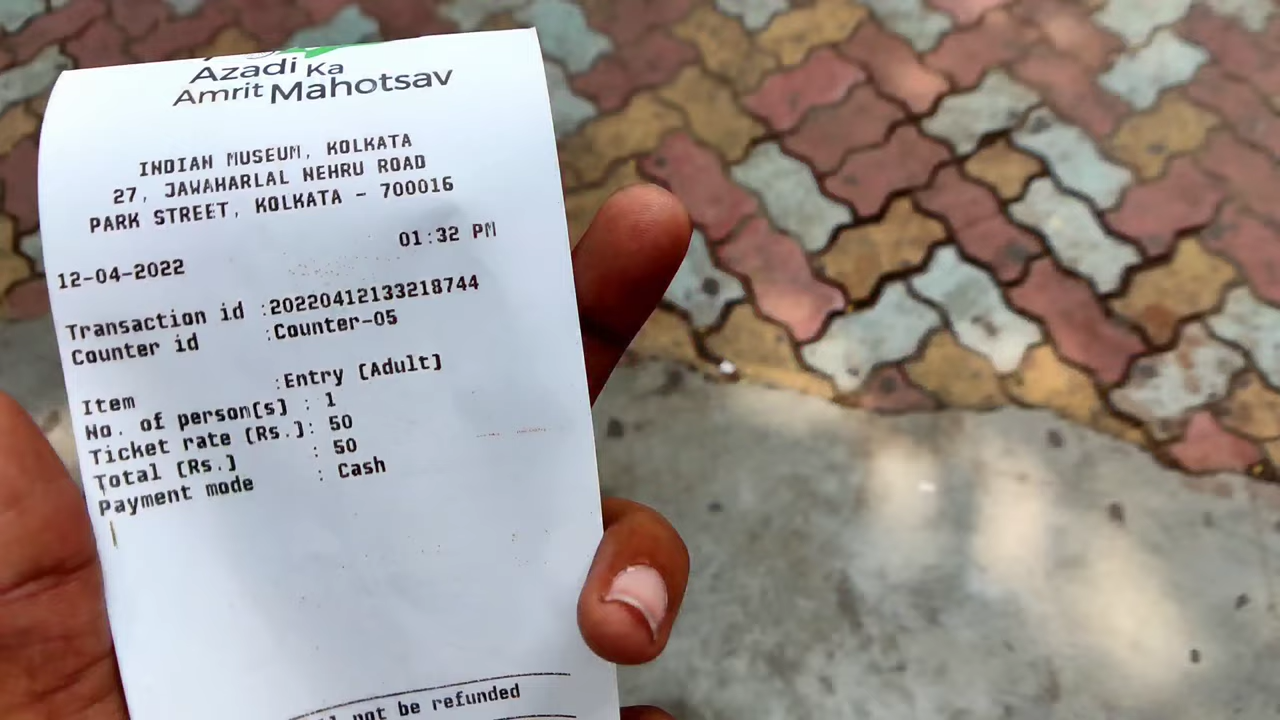 Azadi Ka
Amrit Mahotsav
INDIAN MUSEUM, KOLKATA
27, JAWAHARLAL NEHRU ROAD
PARK STREET, KOLKATA - 700016
01:32 PM
12-04-2022
Transaction id :20220412133218744
Counter id :Counter-05
Item :Entry [Adult]
No. of person[s] : 1
Ticket rate [Rs.]: 50
Total [Rs.] : 50
Payment mode : Cash
not be refunded